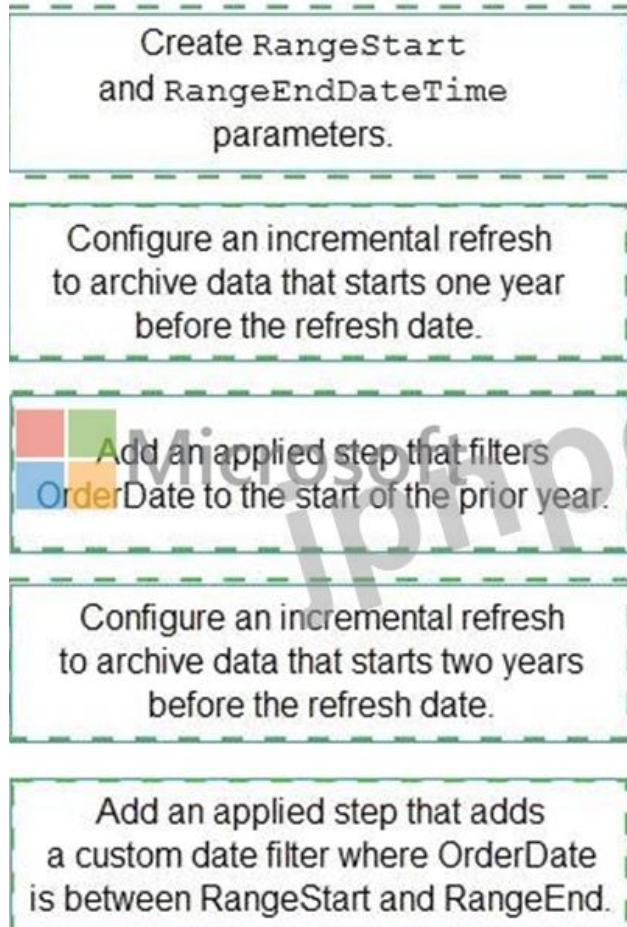 Create RangeStart
and RangeEndDateTime
parameters.
Configure an incremental refresh
to archive data that starts one year
before the refresh date.
Microsoft
Add an applied step that filters
OrderDate to the start of the prior year.
Configure an incremental refresh
to archive data that starts two years
before the refresh date.
Add an applied step that adds
a custom date filter where OrderDate
is between RangeStart and RangeEnd.